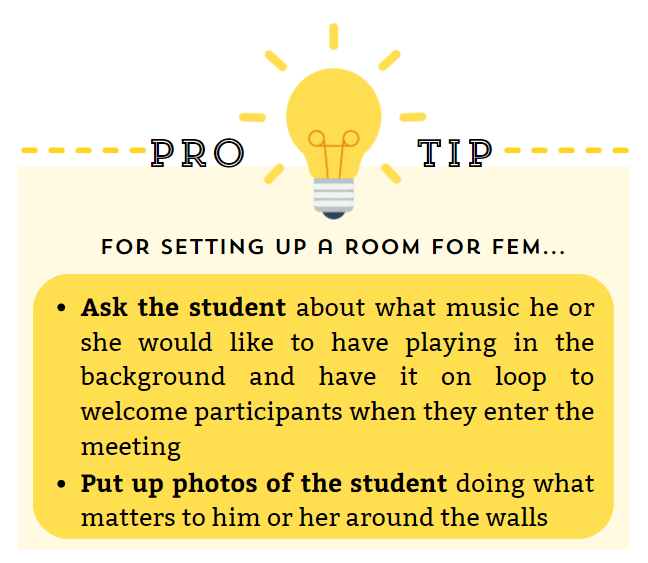 PRO TIP
FOR SETTING UP A ROOM FOR FEM...
• Ask the student about what music he or
she would like to have playing in the
background and have it on loop to
welcome participants when they enter the
meeting
• Put up photos of the student doing what
matters to him or her around the walls